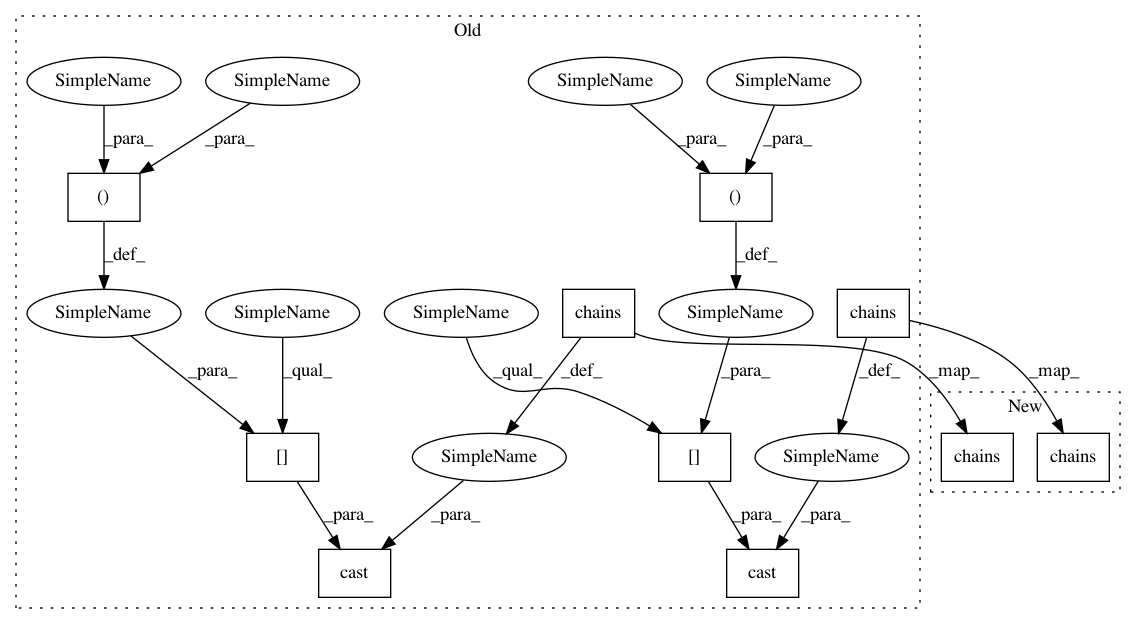 Old
SimpleName SimpleName SimpleName SimpleName
_para_ _para_ _para_ _para_
() ()
_def_ _def_
SimpleName SimpleName SimpleName chains SimpleName chains
_para_ _qual_ _qual_ _def_ _para_ _def_ _map_ _map_
New
[] SimpleName [] SimpleName chains chains
_para_ _para_ _para_ _para_
cast cast